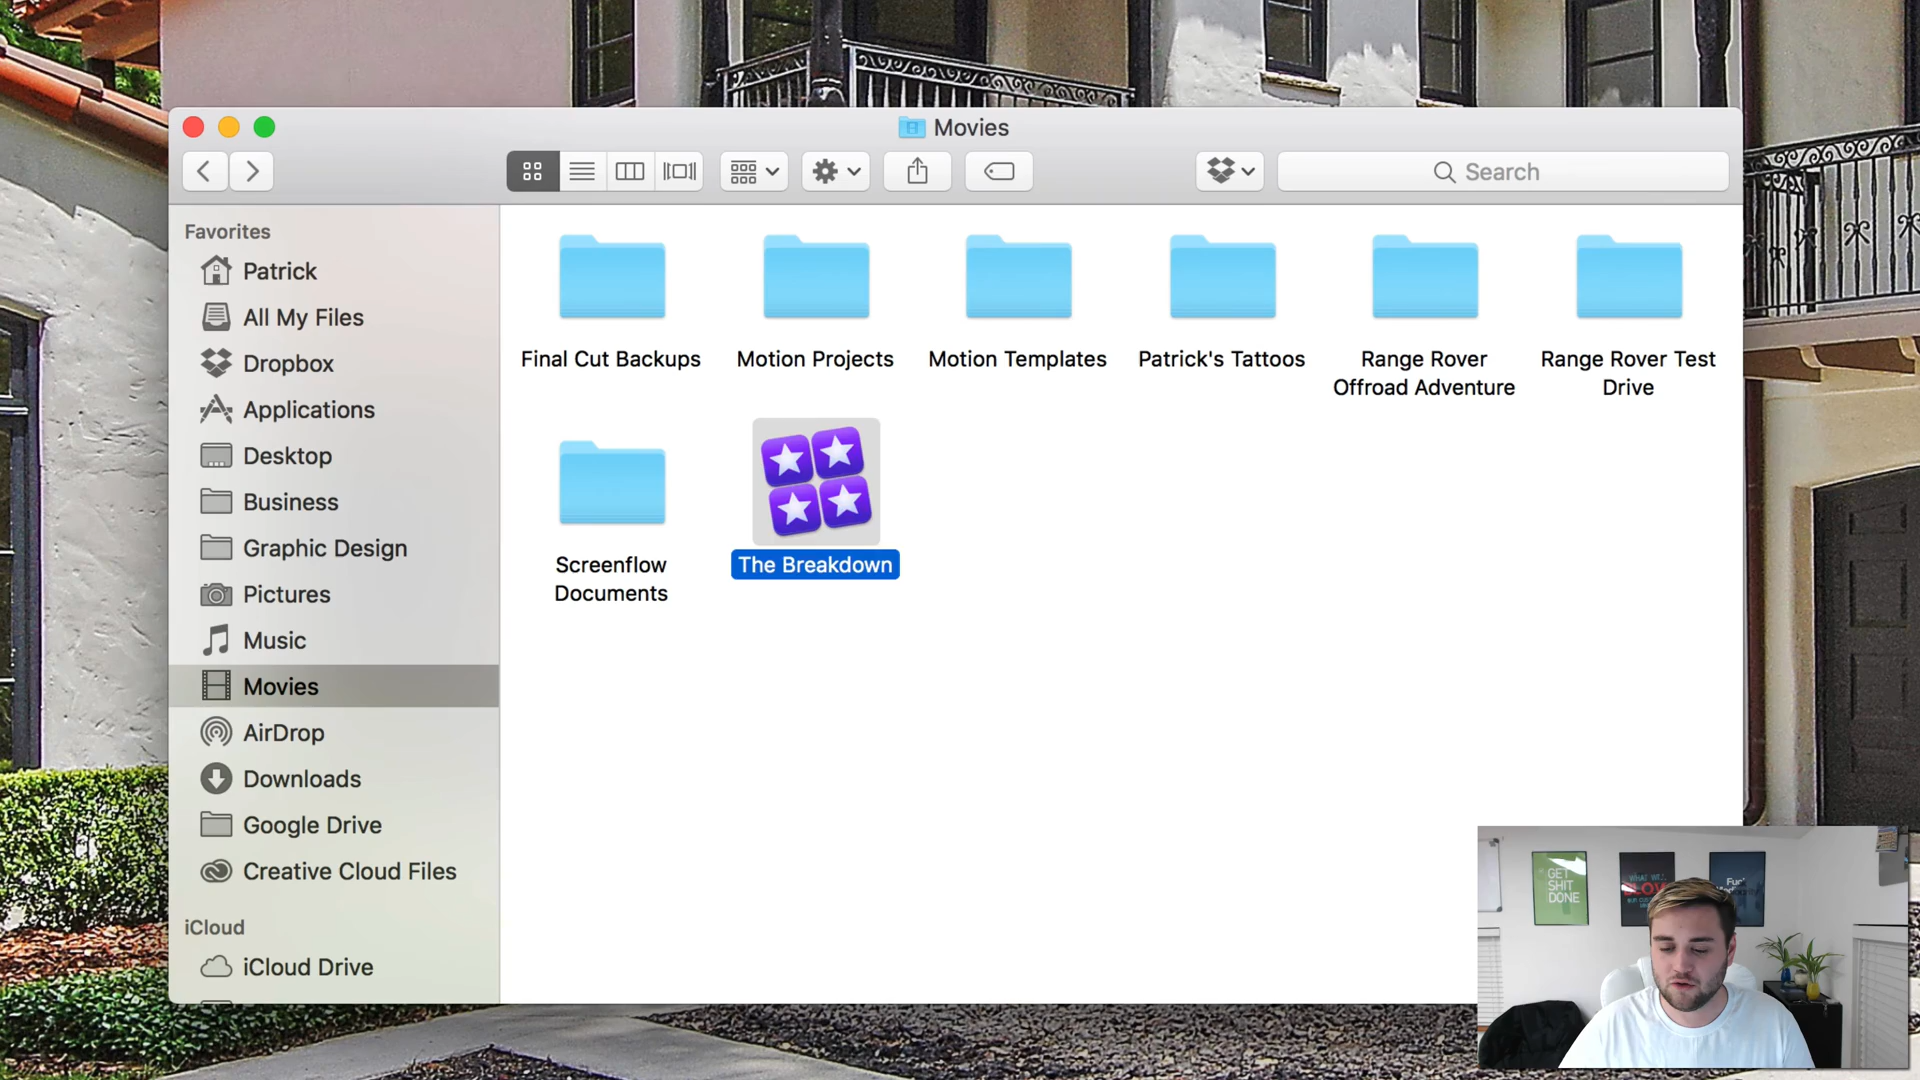 Movies
Search
Favorites
Patrick
All My Files
Dropbox
Applications
Desktop
Business
Graphic Design
Pictures
Music
Movies
AirDrop
Downloads
Google Drive
Creative Cloud Files
iCloud
iCloud Drive
Final Cut Backups
Motion Projects
Motion Templates
Patrick's Tattoos
Range Rover
Offroad Adventure
Range Rover Test
Drive
Screenflow
Documents
The Breakdown
GET
SHIT
DONE